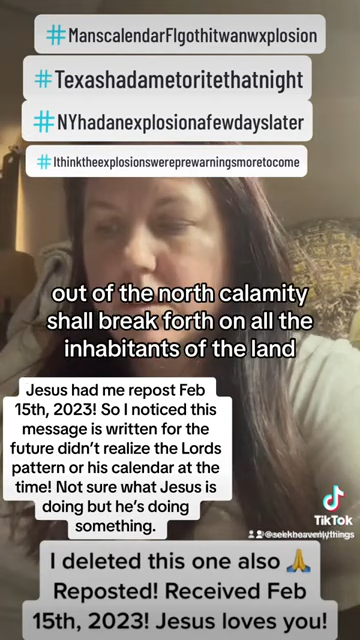 #ManscalendarFlgothitwanwxplosion
#Texashadametoritethatnight
#NYhadanexplosionafewdayslater
#Ithinktheexplosionswereprewarningsmoretocome
out of the north calamity
shall break forth on all the
inhabitants of the land
Jesus had me repost Feb
15th, 2023! So I noticed this
message is written for the
future didn't realize the Lords
pattern or his calendar at the
time! Not sure what Jesus is
doing but he's doing
something.
TikTok
@seekheavenlythings
I deleted this one also 🙏
Reposted! Received Feb
15th, 2023! Jesus loves you!